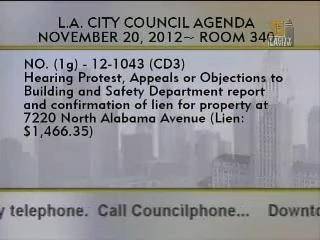 L.A. CITY COUNCIL AGENDA
NOVEMBER 20, 2012~ ROOM 340
NO. (1g) - 12-1043 (CD3)
Hearing Protest, Appeals or Objections to
Building and Safety Department report
and confirmation of lien for property at
7220 North Alabama Avenue (Lien:
$1,466.35)
y telephone.  Call Councilphone...    Downto